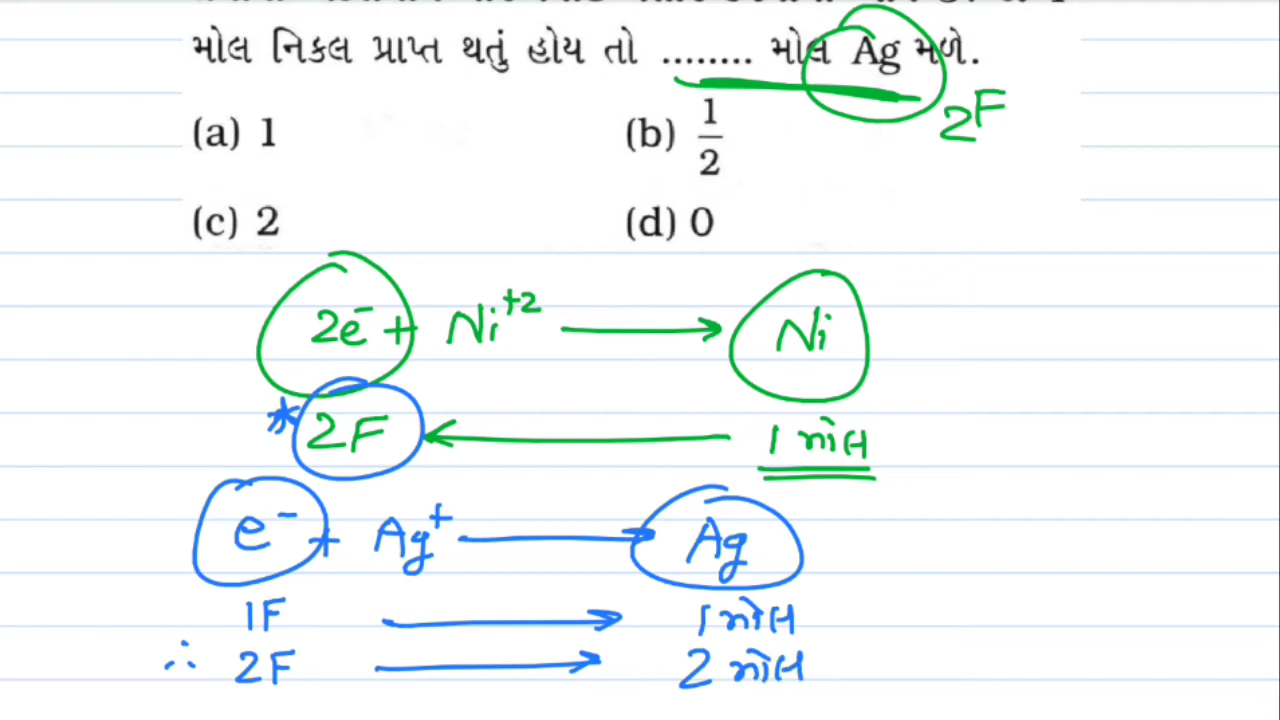 મોલ નિકલ પ્રાપ્ત થતું હોય તો ........ મોલ Ag મળે.
2F
(a) 1 (b) 1/2
(c) 2 (d) 0
2e⁻ + Ni⁺² ⟶ Ni
* 2F ⟵ 1 મોલ
e⁻ + Ag⁺ ⟶ Ag
1F ⟶ 1 મોલ
∴ 2F ⟶ 2 મોલ